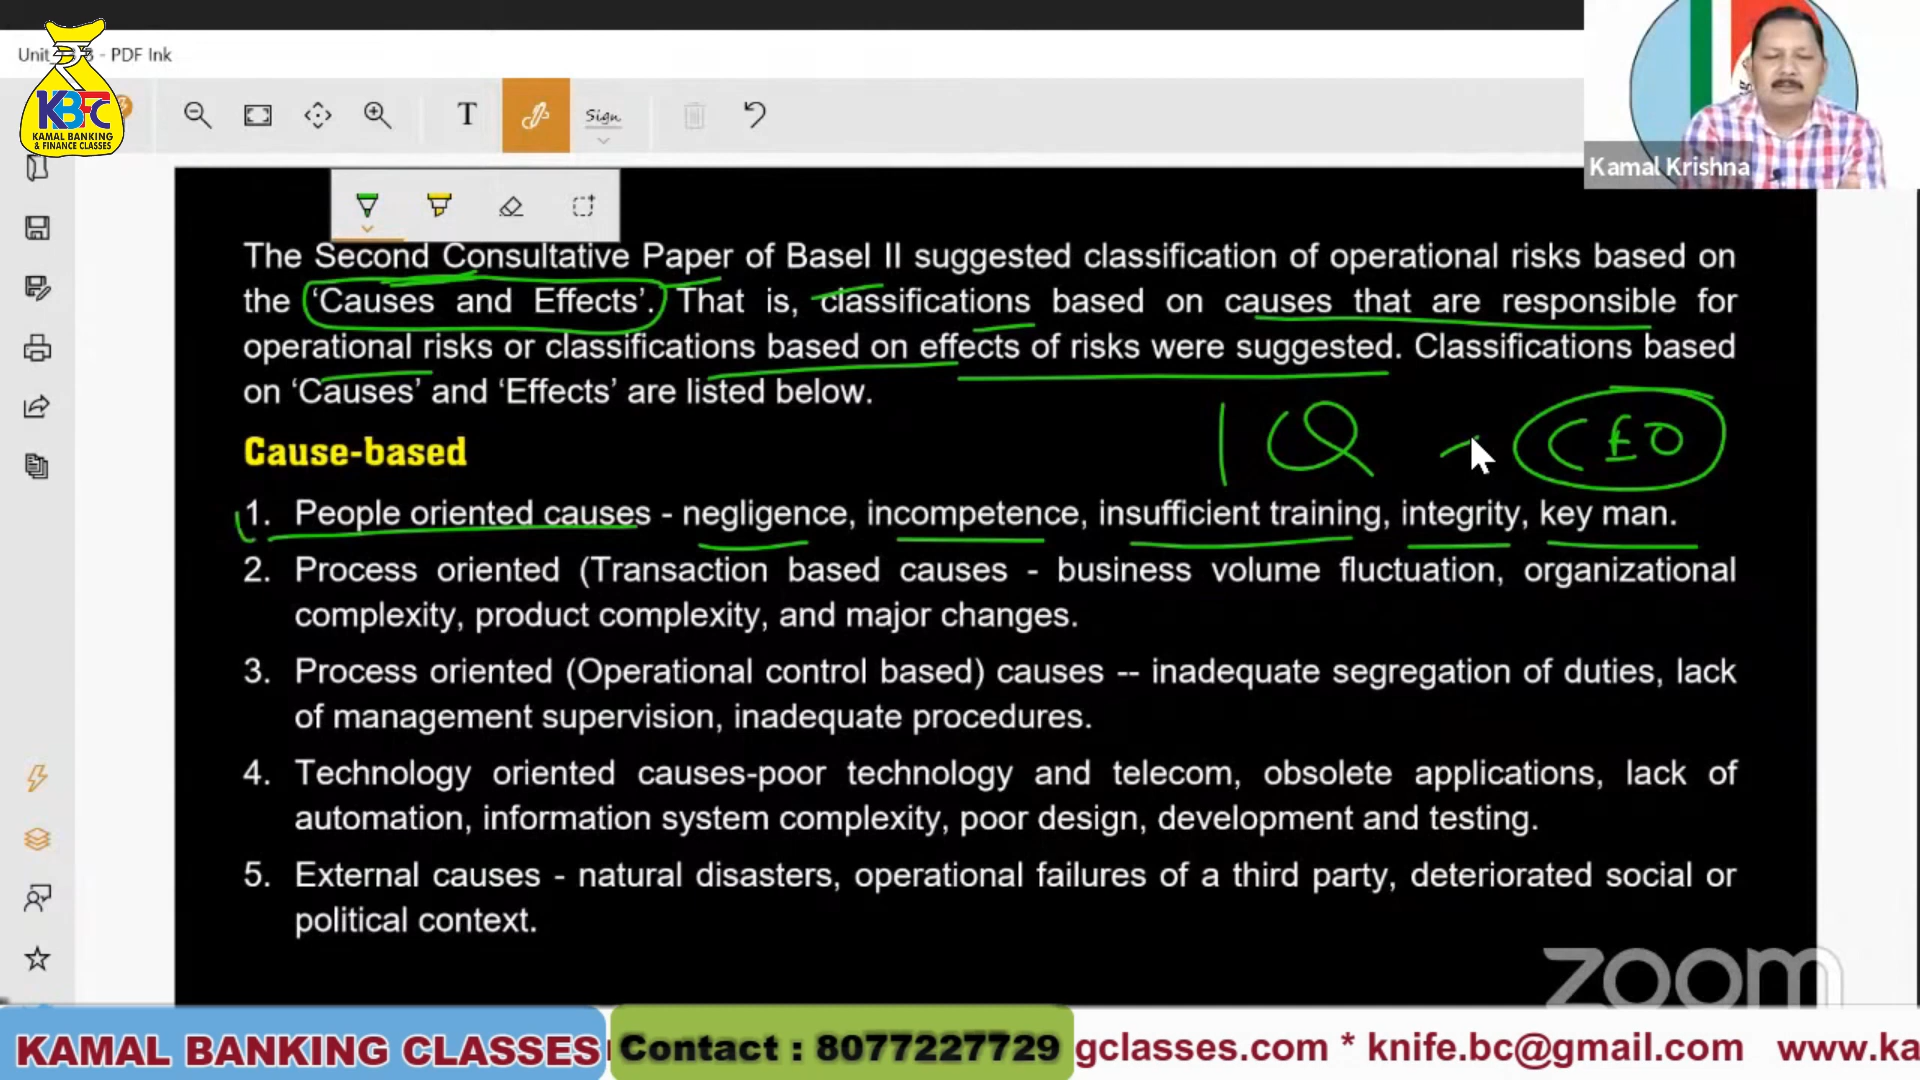 Unit
- PDF Ink
KBFC
KAMAL BANKING
& FINANCE CLASSES
T
Sign
Kamal Krishna
The Second Consultative Paper of Basel II suggested classification of operational risks based on
the ‘Causes and Effects’. That is, classifications based on causes that are responsible for
operational risks or classifications based on effects of risks were suggested. Classifications based
on ‘Causes’ and ‘Effects’ are listed below.
IQ - CEO
Cause-based
1. People oriented causes - negligence, incompetence, insufficient training, integrity, key man.
2. Process oriented (Transaction based causes - business volume fluctuation, organizational
complexity, product complexity, and major changes.
3. Process oriented (Operational control based) causes -- inadequate segregation of duties, lack
of management supervision, inadequate procedures.
4. Technology oriented causes-poor technology and telecom, obsolete applications, lack of
automation, information system complexity, poor design, development and testing.
5. External causes - natural disasters, operational failures of a third party, deteriorated social or
political context.
zoom
KAMAL BANKING CLASSES Contact : 8077227729 gclasses.com * knife.bc@gmail.com www.ka